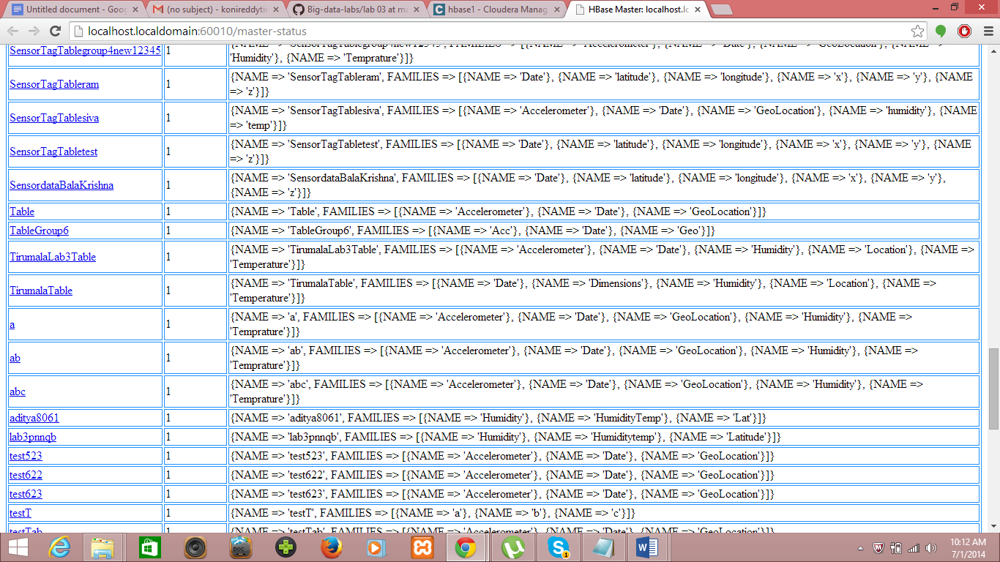 Untitled document - Goog
(no subject) - konireddytir
Big-data-labs/lab 03 at ma
hbase1 - Cloudera Manag
HBase Master: localhost.lo
localhost.localdomain:60010/master-status
SensorTagTablegroup4new12345 1 {NAME => 'SensorTagTablegroup4new12345', FAMILIES => [{NAME => 'Accelerometer'}, {NAME => 'Date'}, {NAME => 'GeoLocation'}, {NAME =>
'Humidity'}, {NAME => 'Temprature'}]}
SensorTagTableram 1 {NAME => 'SensorTagTableram', FAMILIES => [{NAME => 'Date'}, {NAME => 'latitude'}, {NAME => 'longitude'}, {NAME => 'x'}, {NAME => 'y'}, {NAME
=> 'z'}]}
SensorTagTablesiva 1 {NAME => 'SensorTagTablesiva', FAMILIES => [{NAME => 'Accelerometer'}, {NAME => 'Date'}, {NAME => 'GeoLocation'}, {NAME => 'humidity'}, {NAME
=> 'temp'}]}
SensorTagTabletest 1 {NAME => 'SensorTagTabletest', FAMILIES => [{NAME => 'Date'}, {NAME => 'latitude'}, {NAME => 'longitude'}, {NAME => 'x'}, {NAME => 'y'}, {NAME
=> 'z'}]}
SensordataBalaKrishna 1 {NAME => 'SensordataBalaKrishna', FAMILIES => [{NAME => 'Date'}, {NAME => 'latitude'}, {NAME => 'longitude'}, {NAME => 'x'}, {NAME => 'y'},
{NAME => 'z'}]}
Table 1 {NAME => 'Table', FAMILIES => [{NAME => 'Accelerometer'}, {NAME => 'Date'}, {NAME => 'GeoLocation'}]}
TableGroup6 1 {NAME => 'TableGroup6', FAMILIES => [{NAME => 'Acc'}, {NAME => 'Date'}, {NAME => 'Geo'}]}
TirumalaLab3Table 1 {NAME => 'TirumalaLab3Table', FAMILIES => [{NAME => 'Accelerometer'}, {NAME => 'Date'}, {NAME => 'Humidity'}, {NAME => 'Location'}, {NAME =>
'Temperature'}]}
TirumalaTable 1 {NAME => 'TirumalaTable', FAMILIES => [{NAME => 'Date'}, {NAME => 'Dimensions'}, {NAME => 'Humidity'}, {NAME => 'Location'}, {NAME =>
'Temperature'}]}
a 1 {NAME => 'a', FAMILIES => [{NAME => 'Accelerometer'}, {NAME => 'Date'}, {NAME => 'GeoLocation'}, {NAME => 'Humidity'}, {NAME =>
'Temprature'}]}
ab 1 {NAME => 'ab', FAMILIES => [{NAME => 'Accelerometer'}, {NAME => 'Date'}, {NAME => 'GeoLocation'}, {NAME => 'Humidity'}, {NAME =>
'Temprature'}]}
abc 1 {NAME => 'abc', FAMILIES => [{NAME => 'Accelerometer'}, {NAME => 'Date'}, {NAME => 'GeoLocation'}, {NAME => 'Humidity'}, {NAME =>
'Temprature'}]}
aditya8061 1 {NAME => 'aditya8061', FAMILIES => [{NAME => 'Humidity'}, {NAME => 'HumidityTemp'}, {NAME => 'Lat'}]}
lab3pnnqb 1 {NAME => 'lab3pnnqb', FAMILIES => [{NAME => 'Humidity'}, {NAME => 'Humiditytemp'}, {NAME => 'Latitude'}]}
test523 1 {NAME => 'test523', FAMILIES => [{NAME => 'Accelerometer'}, {NAME => 'Date'}, {NAME => 'GeoLocation'}]}
test622 1 {NAME => 'test622', FAMILIES => [{NAME => 'Accelerometer'}, {NAME => 'Date'}, {NAME => 'GeoLocation'}]}
test623 1 {NAME => 'test623', FAMILIES => [{NAME => 'Accelerometer'}, {NAME => 'Date'}, {NAME => 'GeoLocation'}]}
testT 1 {NAME => 'testT', FAMILIES => [{NAME => 'a'}, {NAME => 'b'}, {NAME => 'c'}]}
testTab 1 {NAME => 'testTab', FAMILIES => [{NAME => 'Accelerometer'}, {NAME => 'Date'}, {NAME => 'GeoLocation'}]}
DOC
10:12 AM
7/1/2014